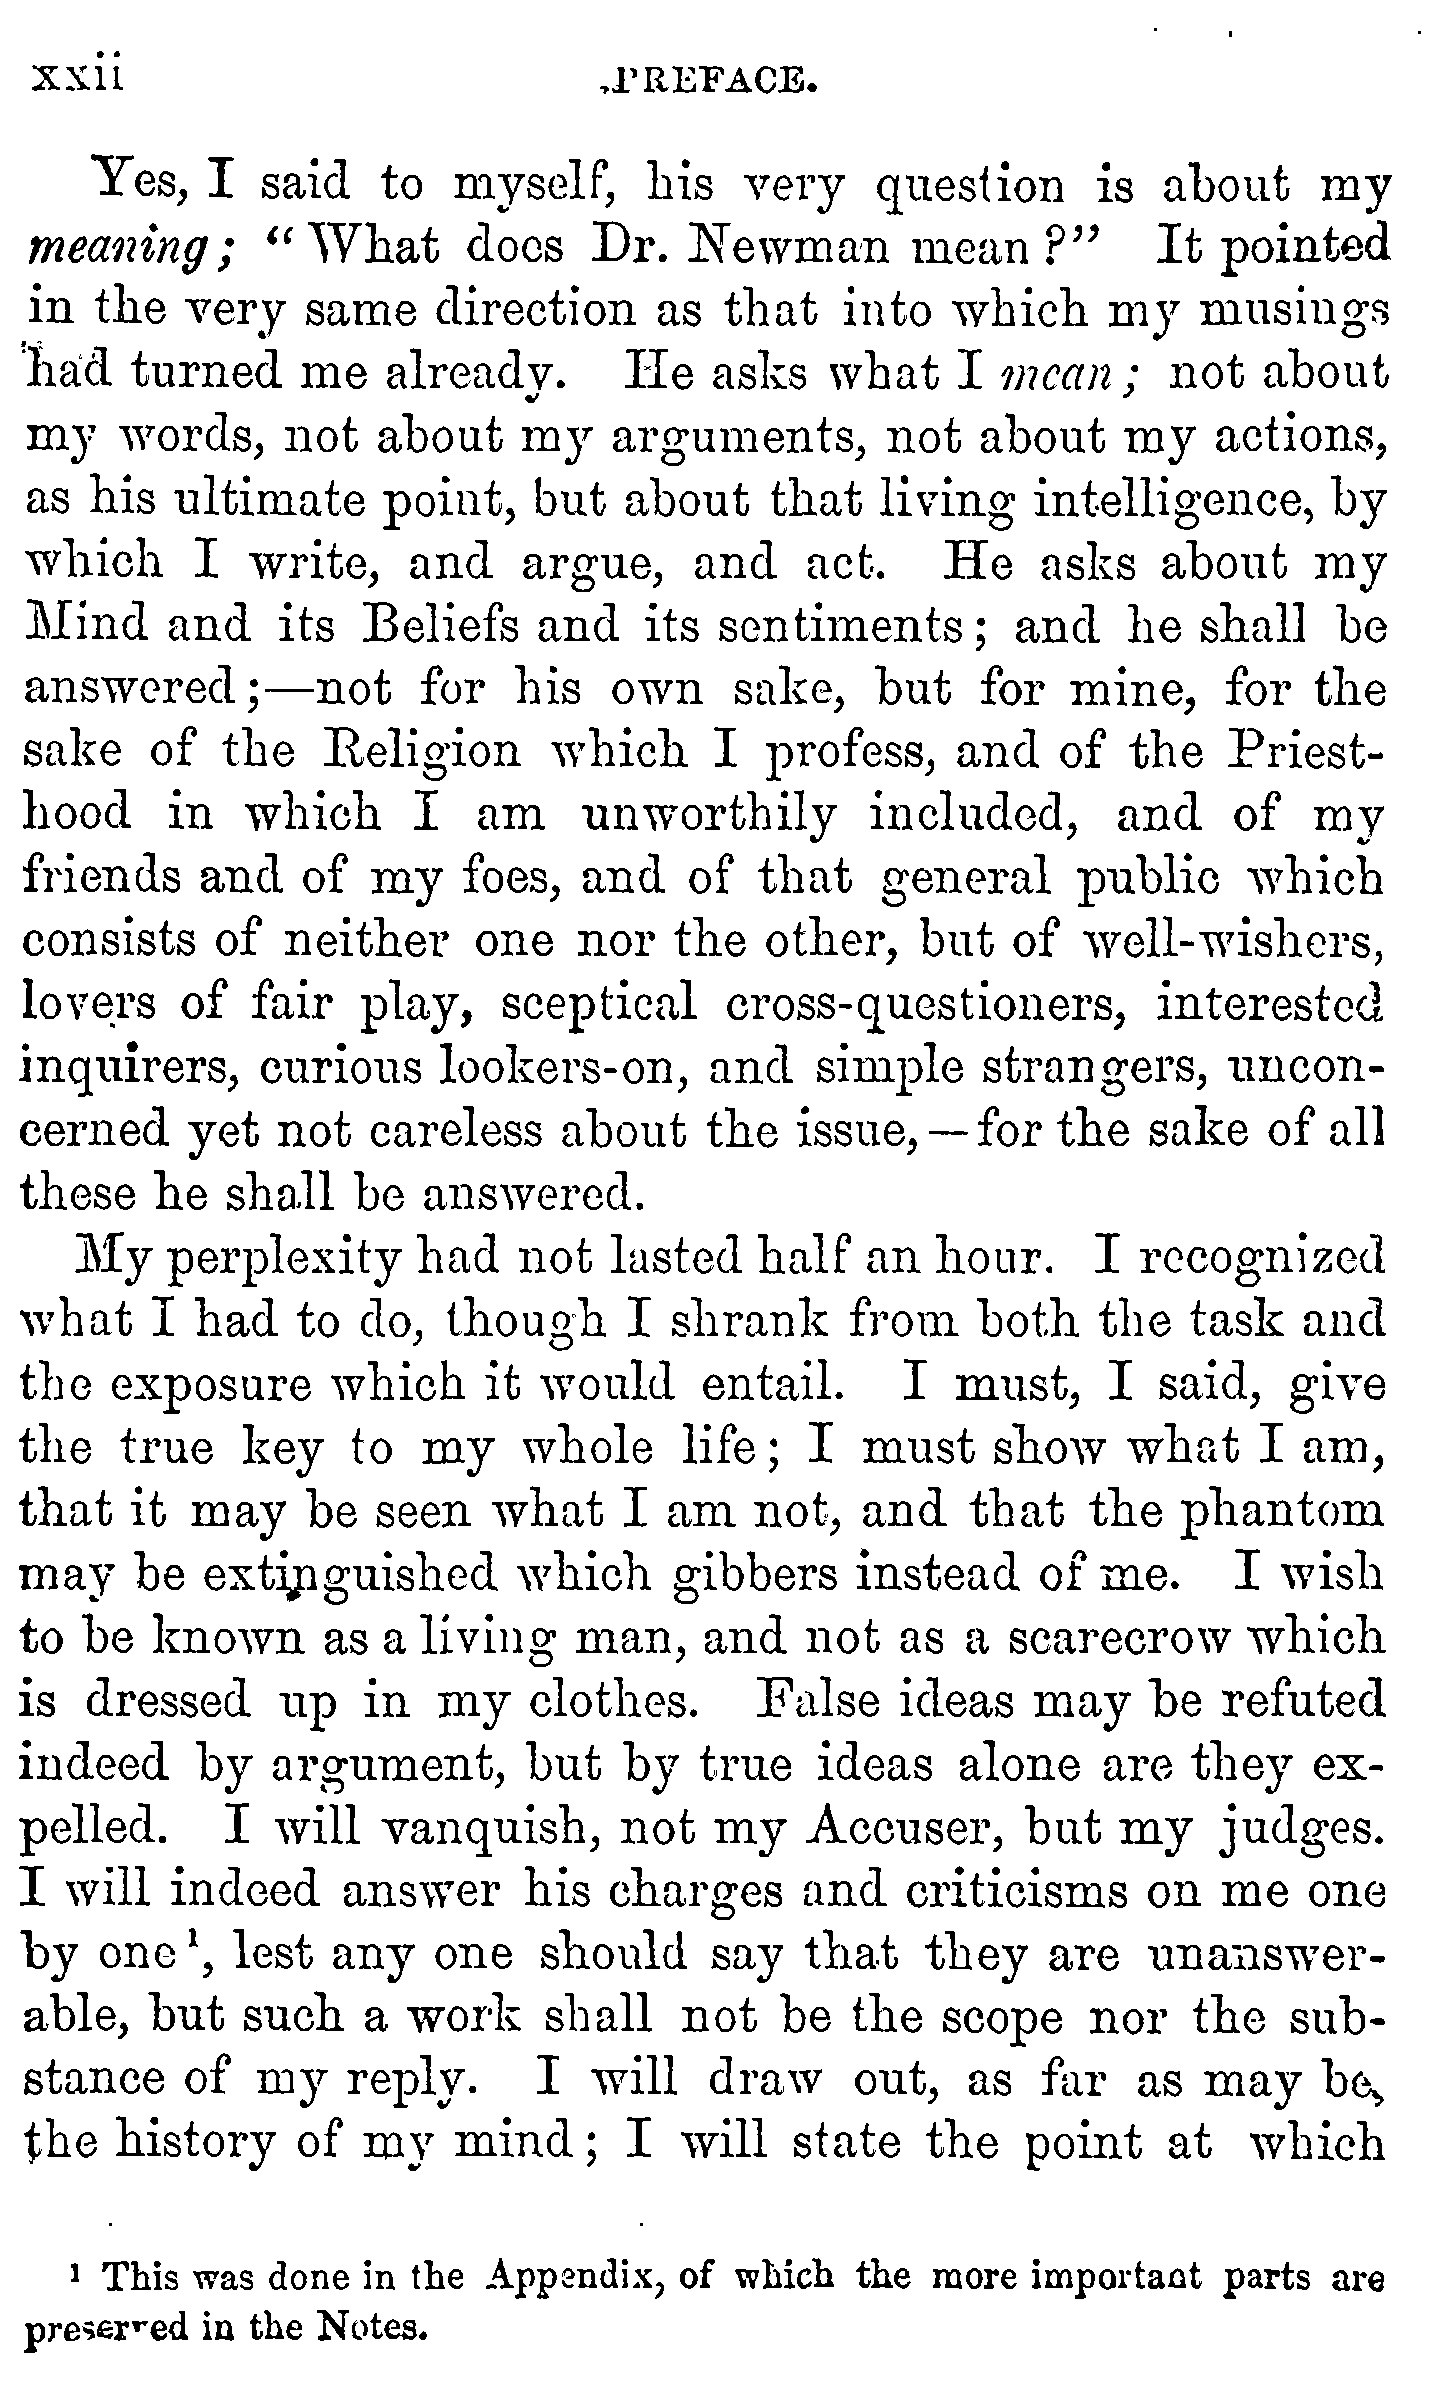 xxii PREFACE.
Yes, I said to myself, his very question is about my
meaning; “What does Dr. Newman mean?” It pointed
in the very same direction as that into which my musings
had turned me already. He asks what I mean; not about
my words, not about my arguments, not about my actions,
as his ultimate point, but about that living intelligence, by
which I write, and argue, and act. He asks about my
Mind and its Beliefs and its sentiments; and he shall be
answered;—not for his own sake, but for mine, for the
sake of the Religion which I profess, and of the Priest-
hood in which I am unworthily included, and of my
friends and of my foes, and of that general public which
consists of neither one nor the other, but of well-wishers,
lovers of fair play, sceptical cross-questioners, interested
inquirers, curious lookers-on, and simple strangers, uncon-
cerned yet not careless about the issue,—for the sake of all
these he shall be answered.
My perplexity had not lasted half an hour. I recognized
what I had to do, though I shrank from both the task and
the exposure which it would entail. I must, I said, give
the true key to my whole life; I must show what I am,
that it may be seen what I am not, and that the phantom
may be extinguished which gibbers instead of me. I wish
to be known as a living man, and not as a scarecrow which
is dressed up in my clothes. False ideas may be refuted
indeed by argument, but by true ideas alone are they ex-
pelled. I will vanquish, not my Accuser, but my judges.
I will indeed answer his charges and criticisms on me one
by one¹, lest any one should say that they are unanswer-
able, but such a work shall not be the scope nor the sub-
stance of my reply. I will draw out, as far as may be,
the history of my mind; I will state the point at which
¹ This was done in the Appendix, of which the more important parts are
preserved in the Notes.